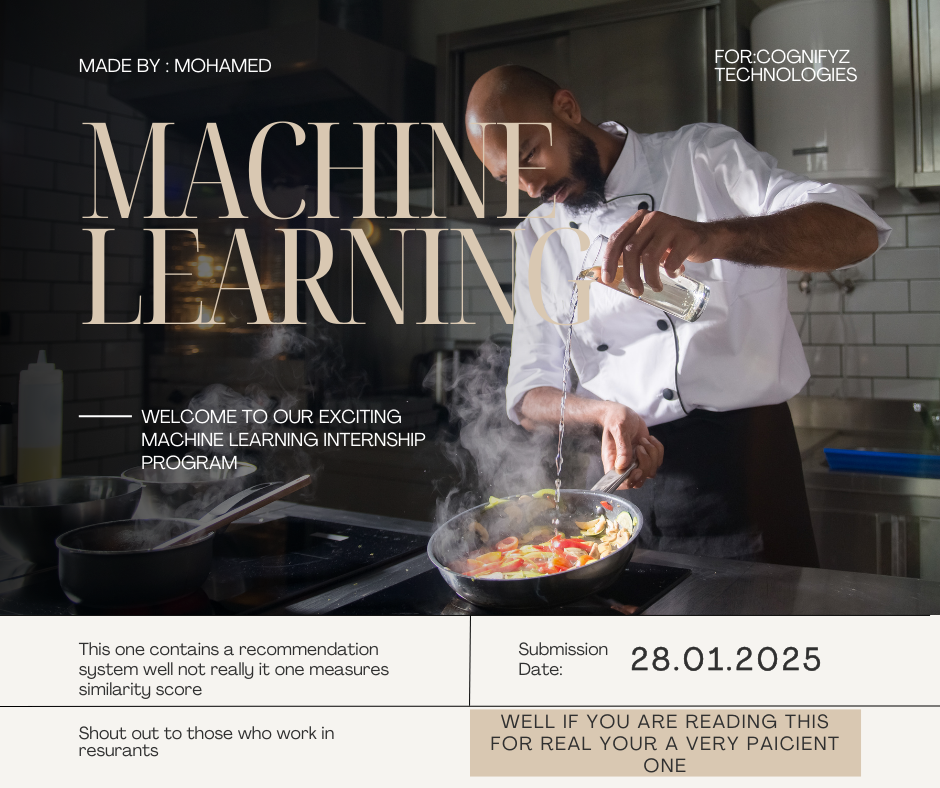 MADE BY : MOHAMED
FOR:COGNIFYZ
TECHNOLOGIES
MACHINE
LEARNING
WELCOME TO OUR EXCITING
MACHINE LEARNING INTERNSHIP
PROGRAM
This one contains a recommendation
system well not really it one measures
similarity score
Submission
Date:
28.01.2025
Shout out to those who work in
resurants
WELL IF YOU ARE READING THIS
FOR REAL YOUR A VERY PAICIENT
ONE